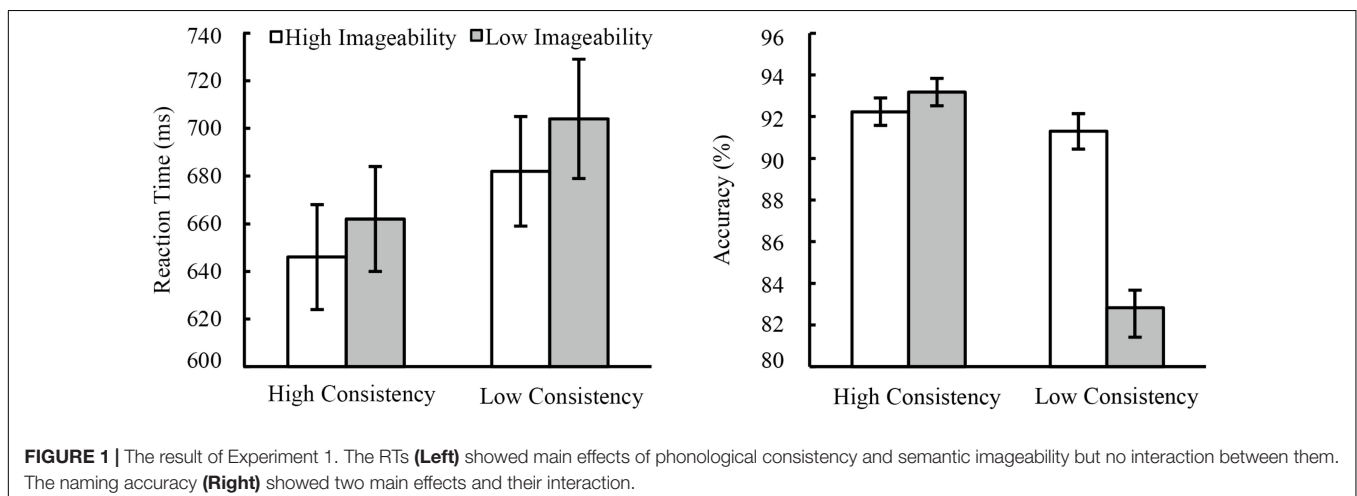 740
720
700
680
660
640
620
600
Reaction Time (ms)
High Imageability
Low Imageability
High Consistency
Low Consistency
96
94
92
90
88
86
84
82
80
Accuracy (%)
High Consistency
Low Consistency
FIGURE 1 | The result of Experiment 1. The RTs (Left) showed main effects of phonological consistency and semantic imageability but no interaction between them.
The naming accuracy (Right) showed two main effects and their interaction.